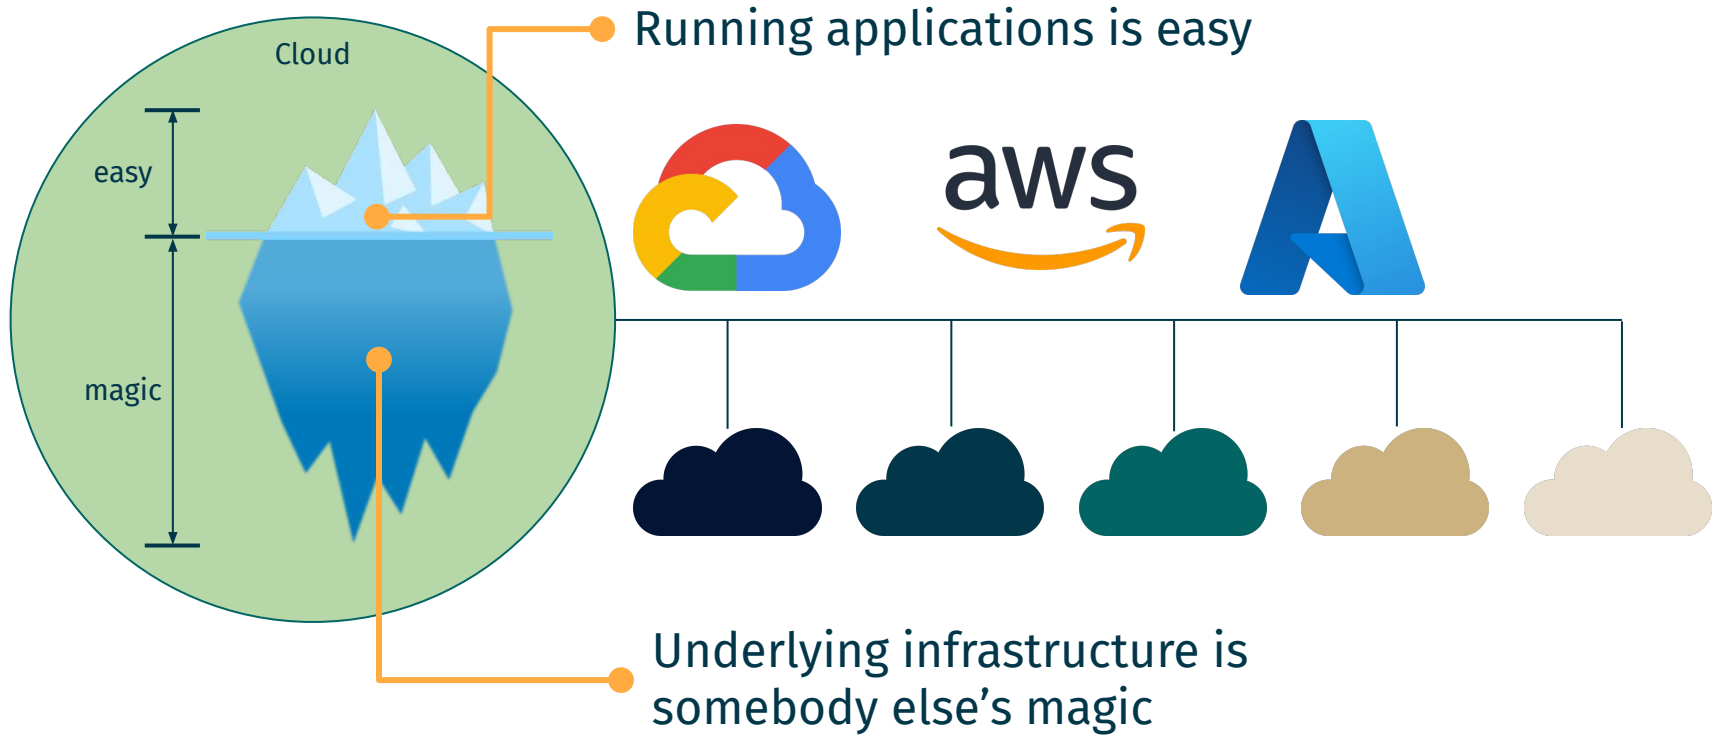 Running applications is easy
Cloud
easy
aws
magic
Underlying infrastructure is
somebody else’s magic